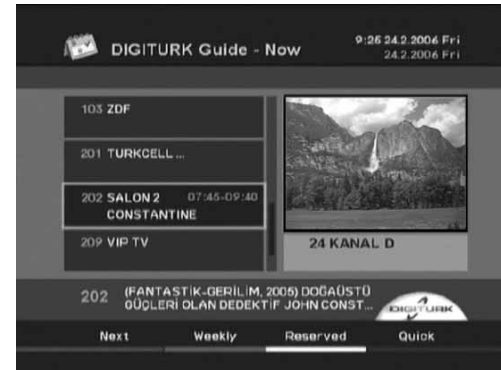 DIGITURK Guide - Now
9:26 24.2.2006 Fri
24.2.2006 Fri
103 ZDF
201 TURKCELL ...
202 SALON 2 07:45-09:40
CONSTANTINE
209 VIP TV
24 KANAL D
202 (FANTASTİK-GERİLİM, 2005) DOĞAÜSTÜ
GÜÇLERİ OLAN DEDEKTİF JOHN CONST...
DIGITURK
Next Weekly Reserved Quick